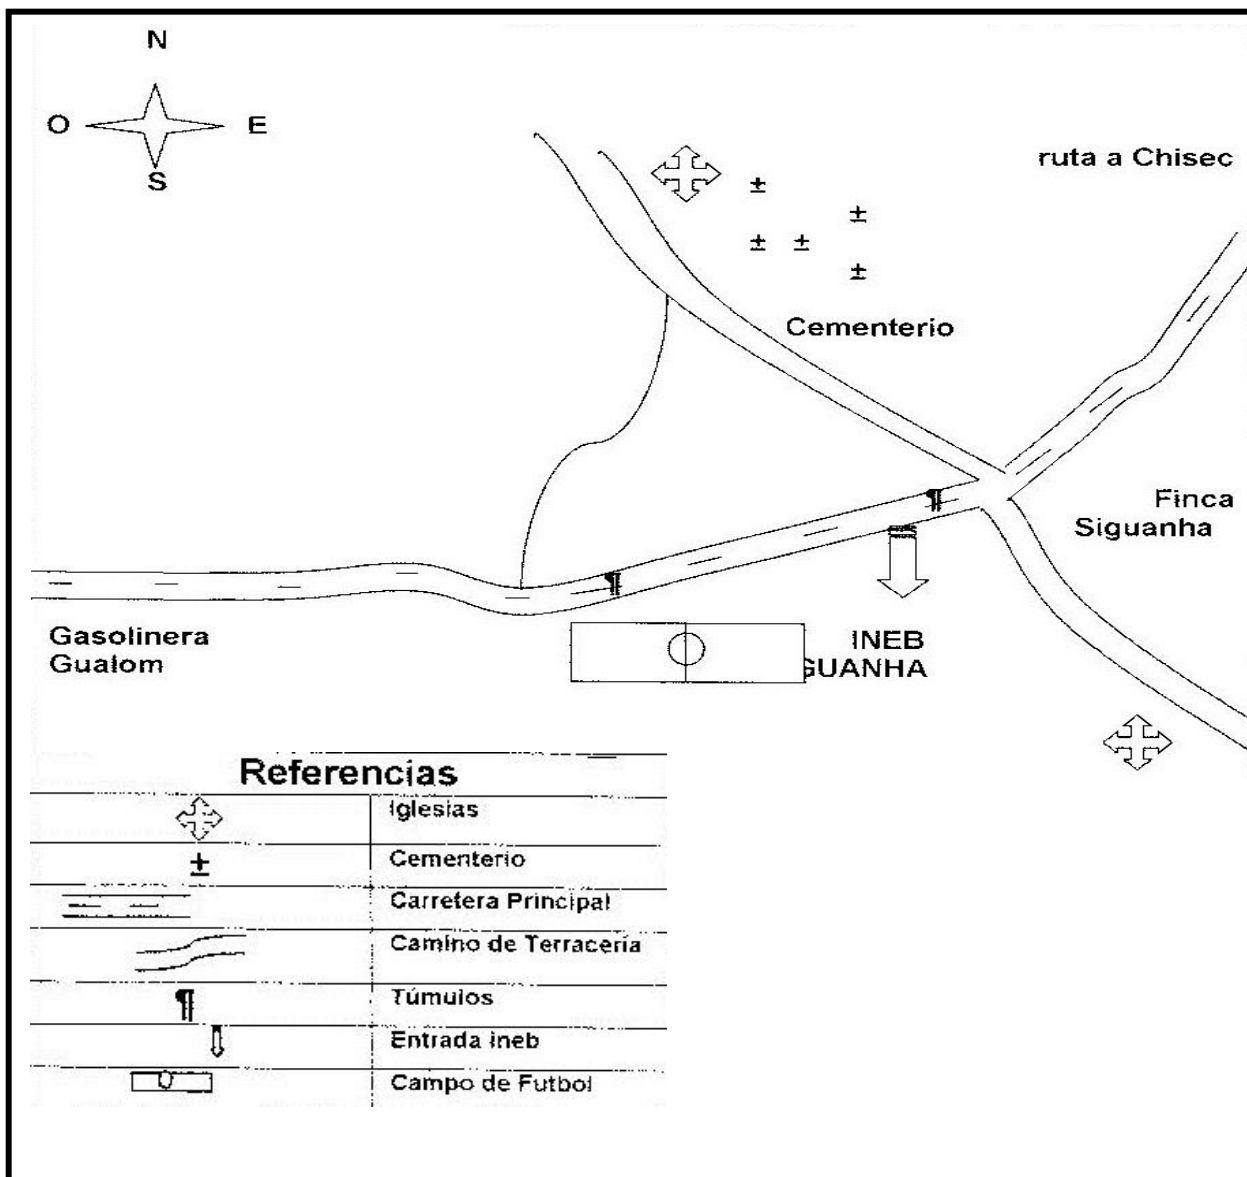 N
O E
S
ruta a Chisec
Cementerio
Finca
Siguanha
Gasolinera
Gualom
INEB
GUANHA
Referencias
Iglesias
Cementerio
Carretera Principal
Camino de Terracería
Túmulos
Entrada Ineb
Campo de Futbol